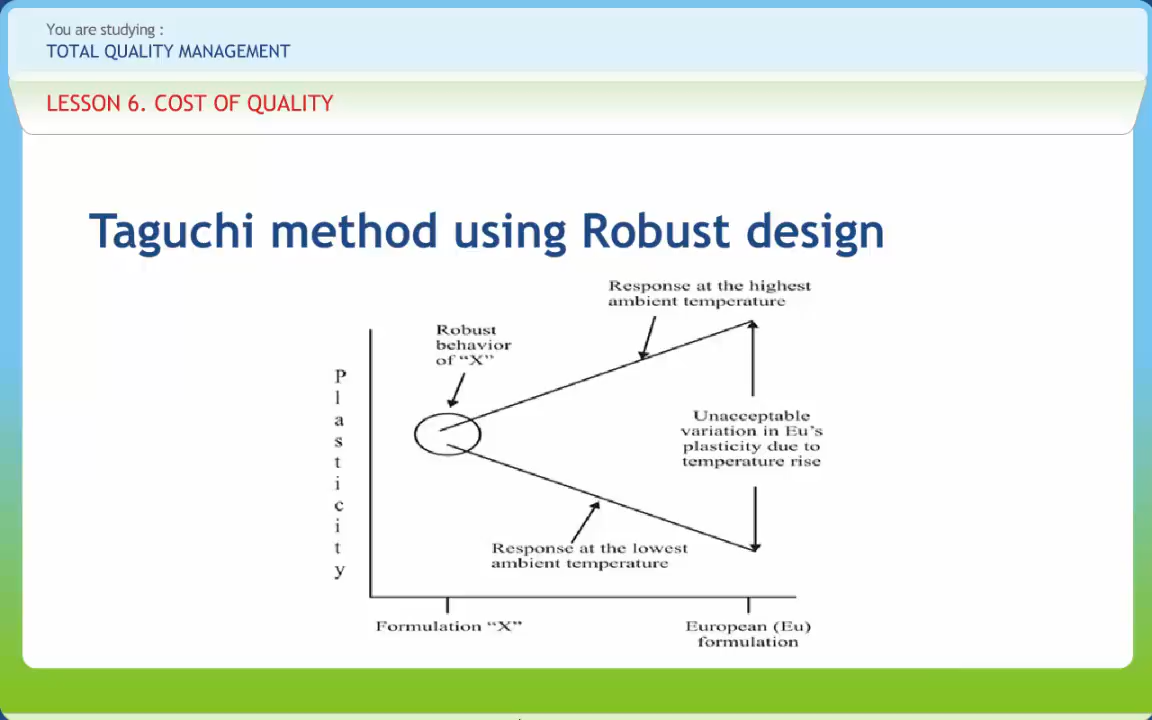 You are studying :
TOTAL QUALITY MANAGEMENT
LESSON 6. COST OF QUALITY
Taguchi method using Robust design
Response at the highest
ambient temperature
Robust
behavior
of “X”
Plasticity
Unacceptable
variation in Eu’s
plasticity due to
temperature rise
Response at the lowest
ambient temperature
Formulation “X”
European (Eu)
formulation